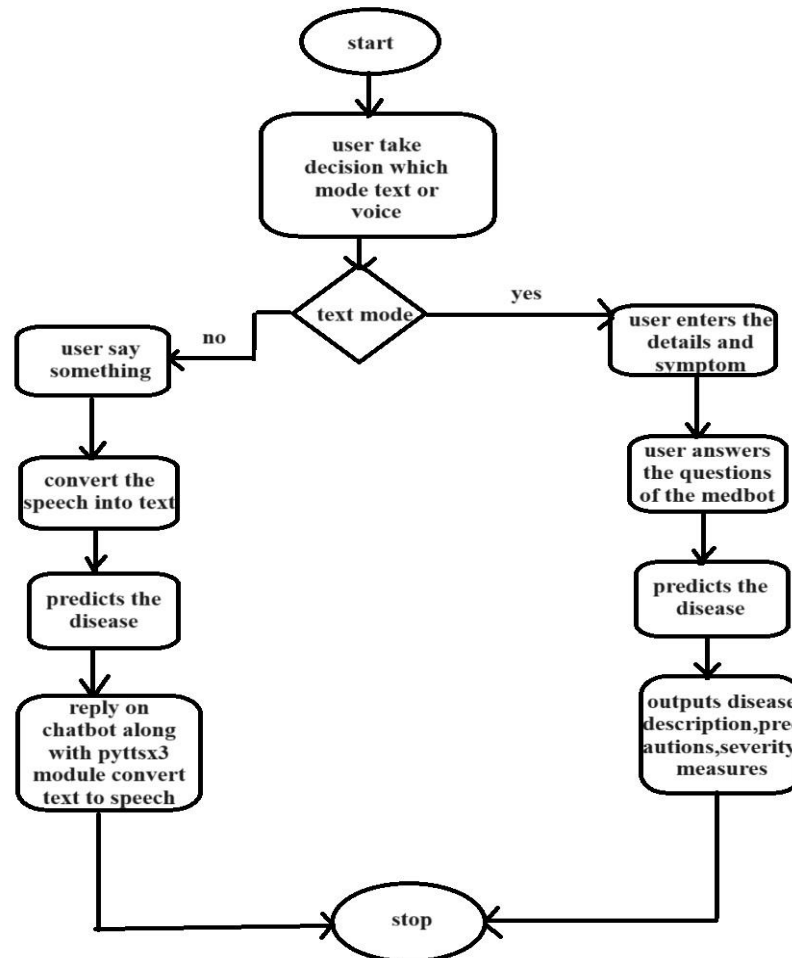 start
user take
decision which
mode text or
voice
text mode
no
yes
user say
something
convert the
speech into text
predicts the
disease
reply on
chatbot along
with pyttsx3
module convert
text to speech
user enters the
details and
symptom
user answers
the questions
of the medbot
predicts the
disease
outputs disease
description,prec
autions,severity
measures
stop